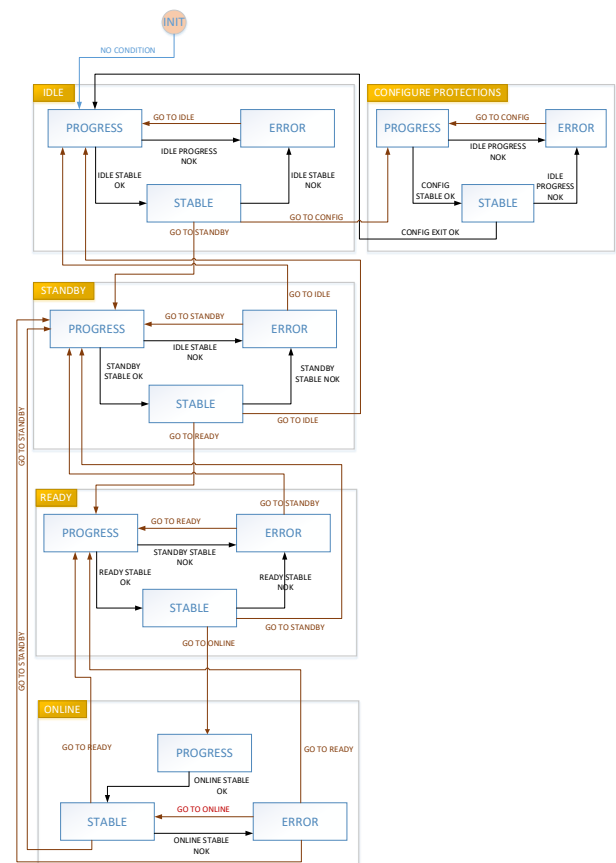 INIT
NO CONDITION
IDLE
CONFIGURE PROTECTIONS
PROGRESS
GO TO IDLE
ERROR
IDLE PROGRESS
NOK
IDLE STABLE
OK
IDLE STABLE
NOK
STABLE
GO TO CONFIG
GO TO STANDBY
PROGRESS
GO TO CONFIG
ERROR
IDLE PROGRESS
NOK
CONFIG
STABLE OK
IDLE
PROGRESS
NOK
STABLE
CONFIG EXIT OK
STANDBY
GO TO IDLE
PROGRESS
GO TO STANDBY
ERROR
IDLE STABLE
NOK
STANDBY
STABLE OK
STANDBY
STABLE NOK
STABLE
GO TO IDLE
GO TO READY
GO TO STANDBY
READY
GO TO STANDBY
PROGRESS
GO TO READY
ERROR
STANDBY STABLE
NOK
READY STABLE
OK
READY STABLE
NOK
STABLE
GO TO STANDBY
GO TO ONLINE
GO TO STANDBY
ONLINE
GO TO READY
PROGRESS
GO TO READY
ONLINE STABLE
OK
STABLE
GO TO ONLINE
ERROR
ONLINE STABLE
NOK